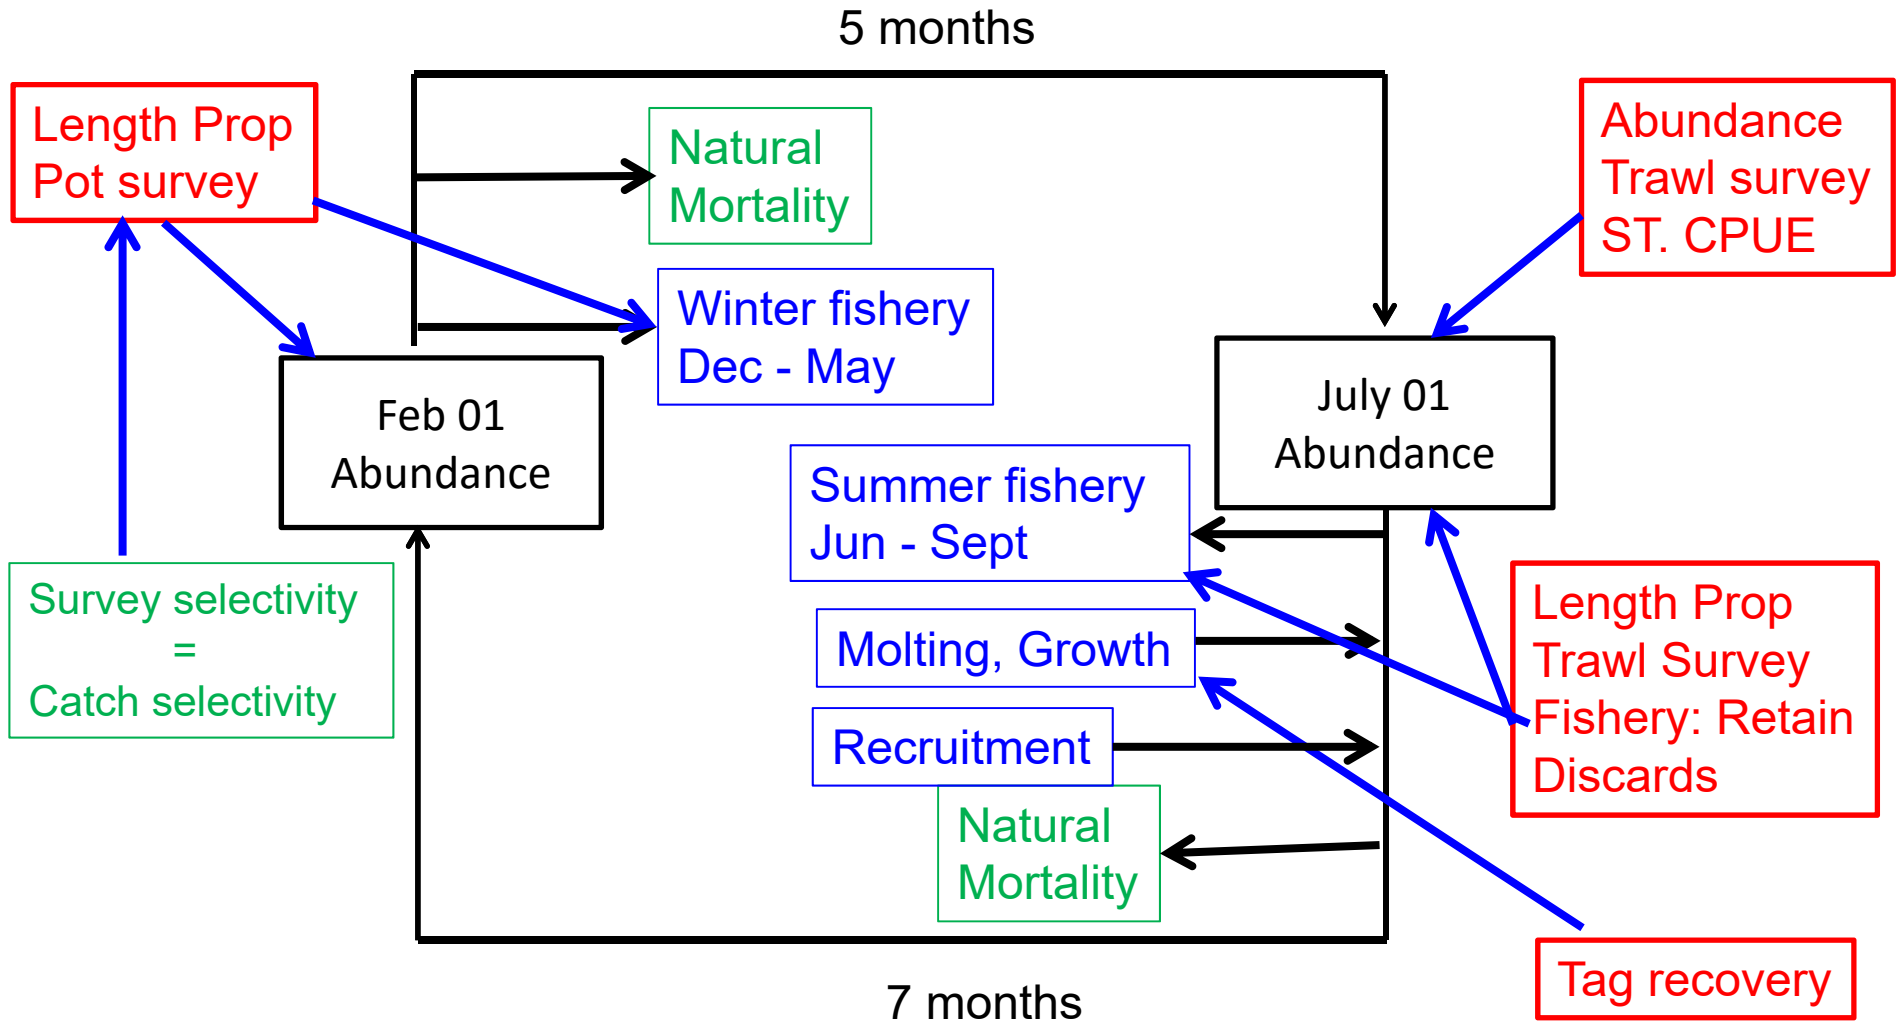 5 months
Length Prop
Pot survey
Natural
Mortality
Abundance
Trawl survey
ST. CPUE
Winter fishery
Dec - May
Feb 01
Abundance
July 01
Abundance
Summer fishery
Jun - Sept
Survey selectivity
=
Catch selectivity
Molting, Growth
Length Prop
Trawl Survey
Fishery: Retain
Discards
Recruitment
Natural
Mortality
Tag recovery
7 months